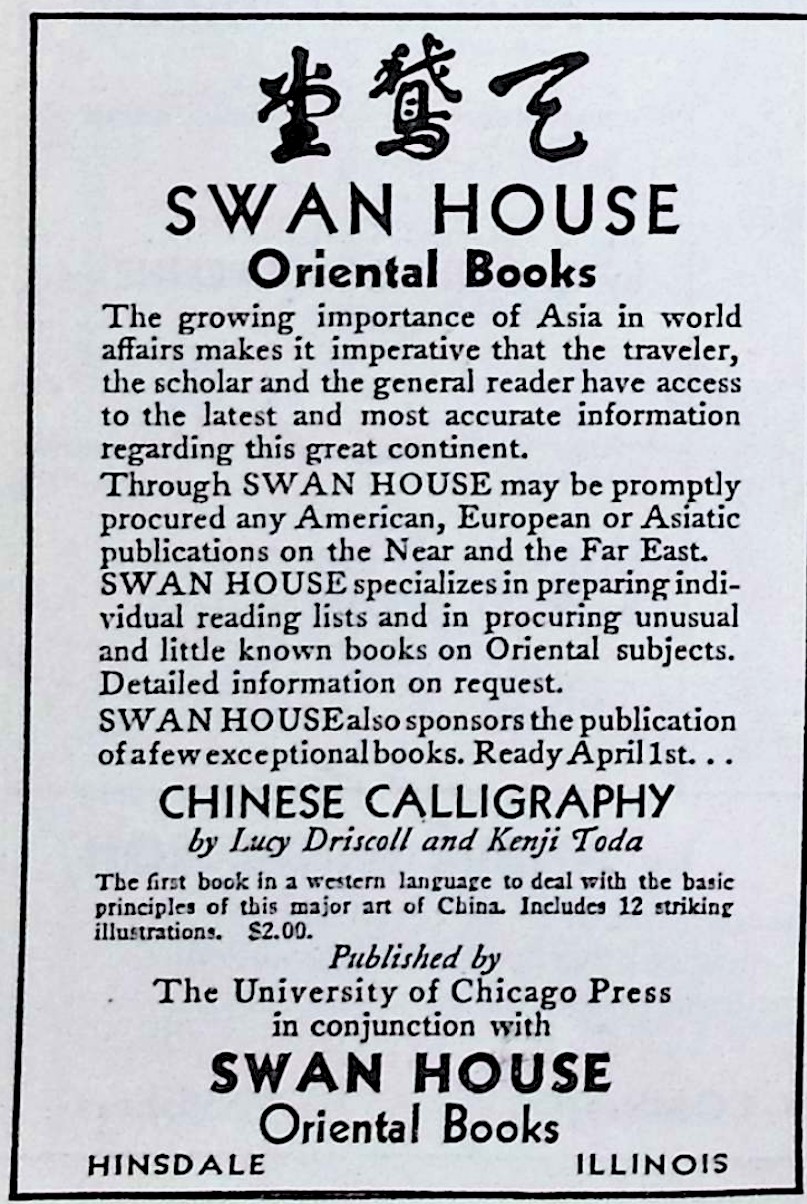 天鵞堂
SWAN HOUSE
Oriental Books
The growing importance of Asia in world
affairs makes it imperative that the traveler,
the scholar and the general reader have access
to the latest and most accurate information
regarding this great continent.
Through SWAN HOUSE may be promptly
procured any American, European or Asiatic
publications on the Near and the Far East.
SWAN HOUSE specializes in preparing indi-
vidual reading lists and in procuring unusual
and little known books on Oriental subjects.
Detailed information on request.
SWAN HOUSE also sponsors the publication
of a few exceptional books. Ready April 1st. . .
CHINESE CALLIGRAPHY
by Lucy Driscoll and Kenji Toda
The first book in a western language to deal with the basic
principles of this major art of China. Includes 12 striking
illustrations. $2.00.
Published by
The University of Chicago Press
in conjunction with
SWAN HOUSE
Oriental Books
HINSDALE ILLINOIS